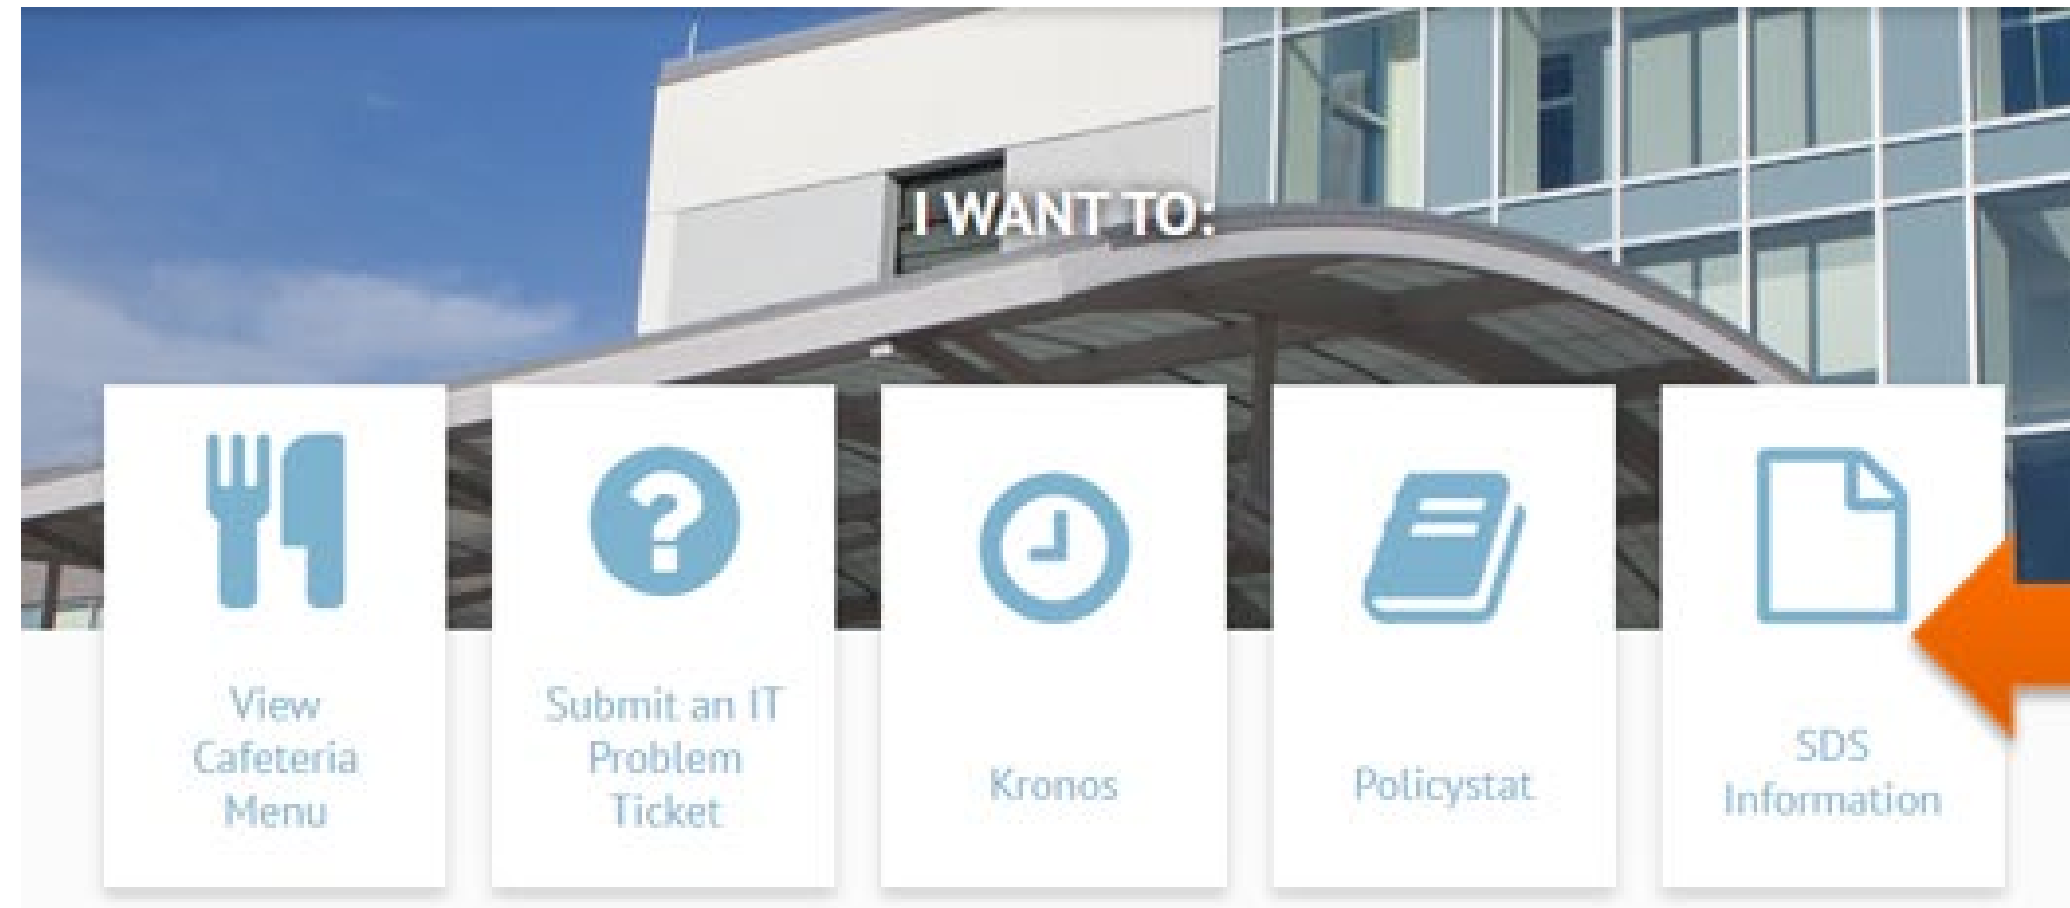 I WANT TO:
View
Cafeteria
Menu
Submit an IT
Problem
Ticket
Kronos
Policystat
SDS
Information